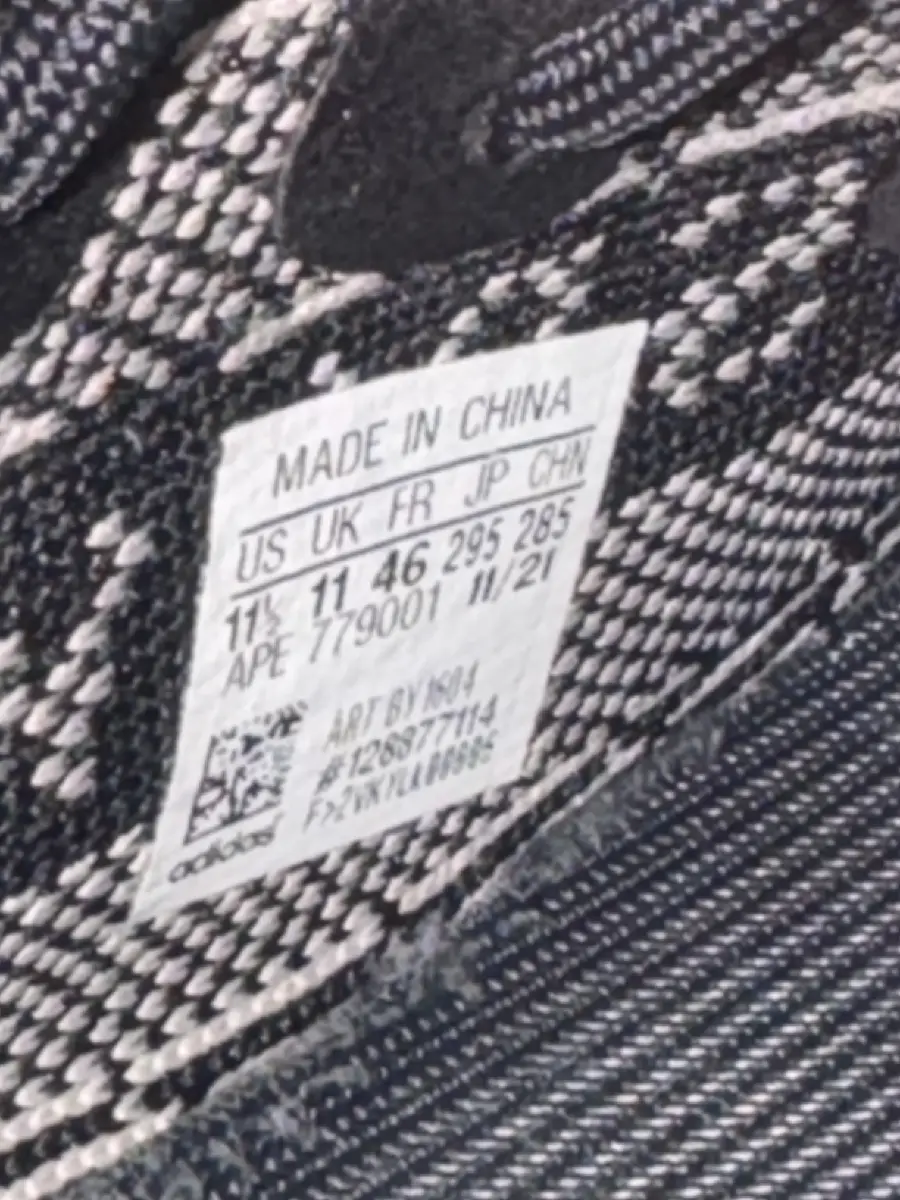 MADE IN CHINA
US UK FR JP CHN
11½ 11 46 295 285
APE 779001 11/21
ART BY1604
#128877114
adidas